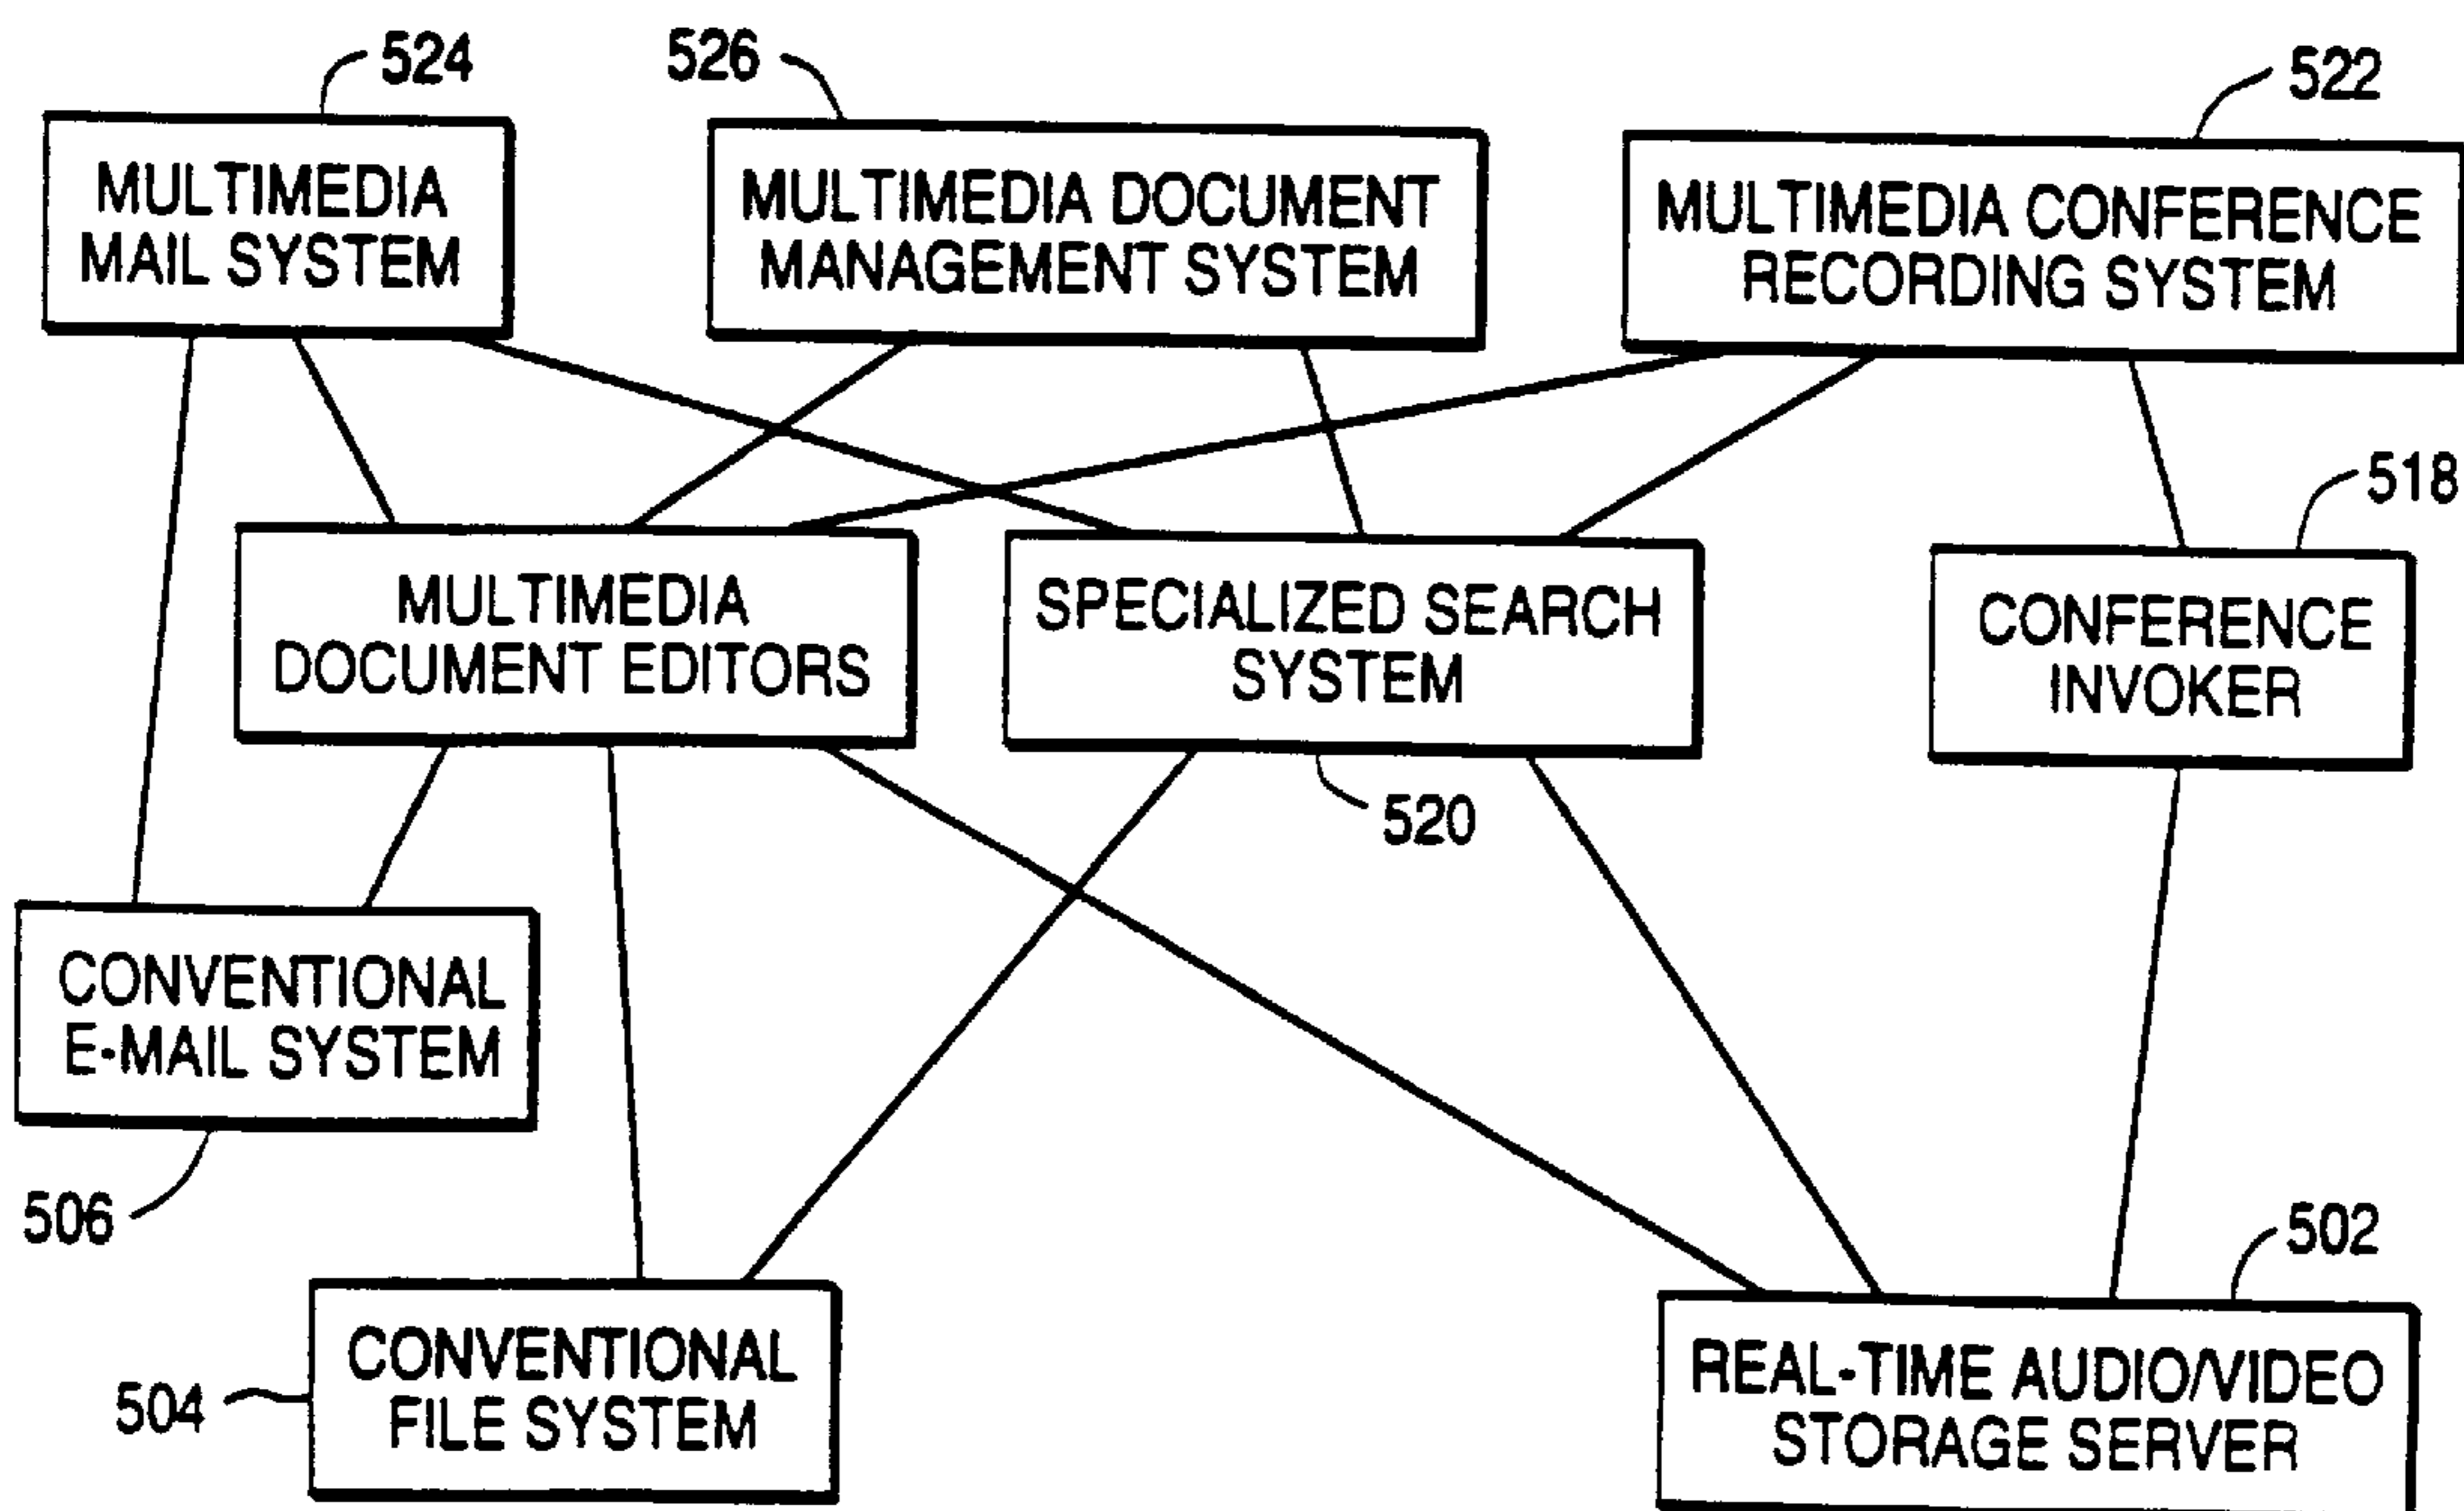 524
526
522
MULTIMEDIA
MAIL SYSTEM
MULTIMEDIA DOCUMENT
MANAGEMENT SYSTEM
MULTIMEDIA CONFERENCE
RECORDING SYSTEM
518
MULTIMEDIA
DOCUMENT EDITORS
SPECIALIZED SEARCH
SYSTEM
CONFERENCE
INVOKER
520
CONVENTIONAL
E-MAIL SYSTEM
506
502
504
CONVENTIONAL
FILE SYSTEM
REAL-TIME AUDIO/VIDEO
STORAGE SERVER